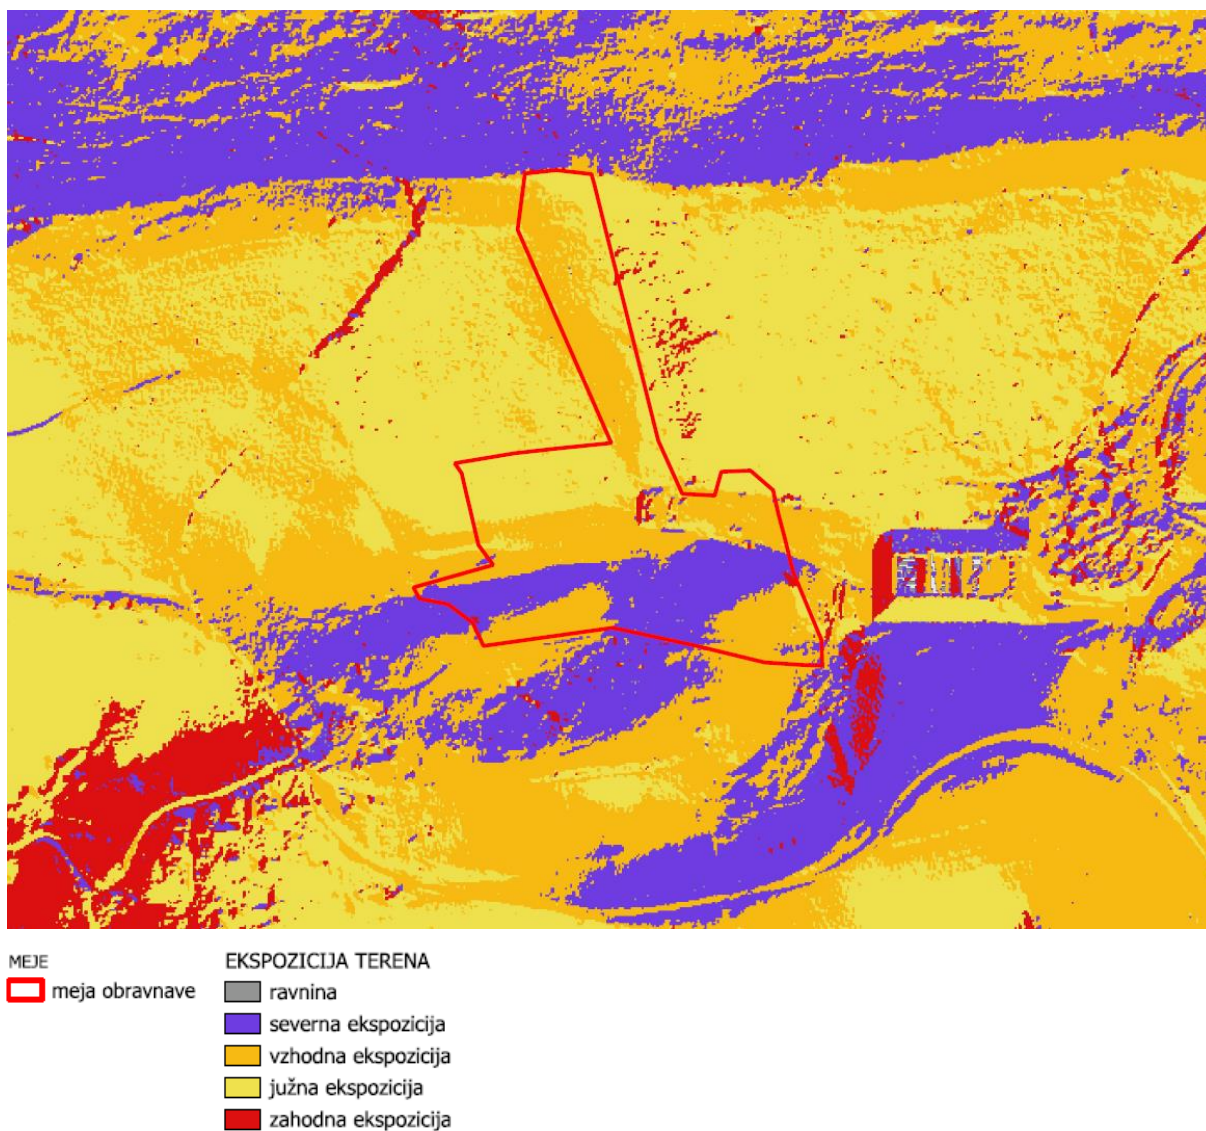 MEJE
meja obravnave
EKSPOZICIJA TERENA
ravnina
severna ekspozicija
vzhodna ekspozicija
južna ekspozicija
zahodna ekspozicija